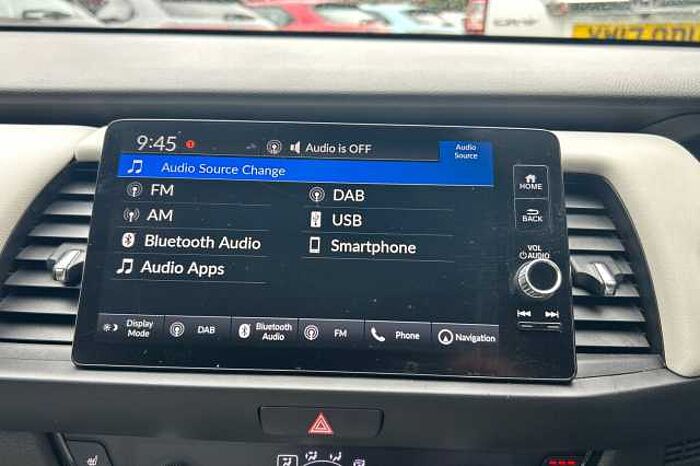 9:45
Audio is OFF
Audio Source
Audio Source Change
FM
DAB
AM
USB
Bluetooth Audio
Smartphone
Audio Apps
HOME
BACK
VOL
AUDIO
Display Mode
DAB
Bluetooth Audio
FM
Phone
Navigation